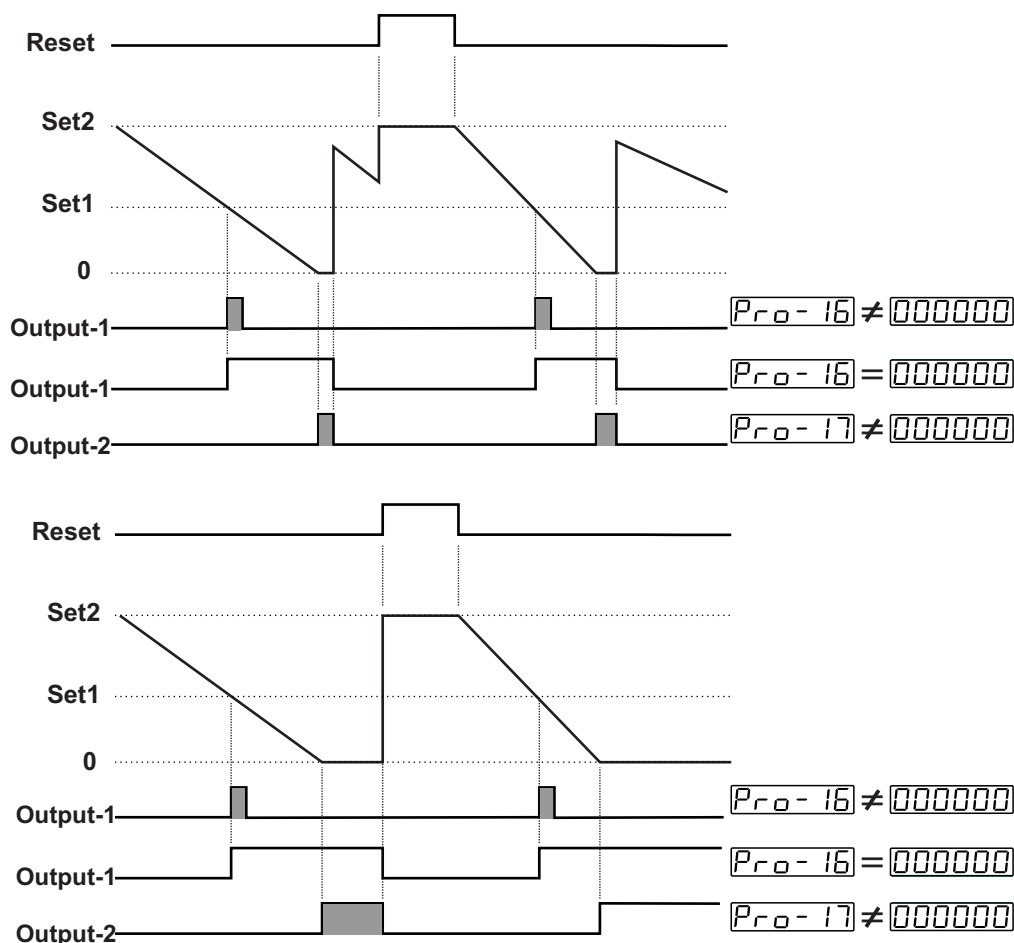 Reset
Set2
Set1
0
Output-1 Pro-16 ≠ 000000
Output-1 Pro-16 = 000000
Output-2 Pro-17 ≠ 000000
Reset
Set2
Set1
0
Output-1 Pro-16 ≠ 000000
Output-1 Pro-16 = 000000
Output-2 Pro-17 ≠ 000000